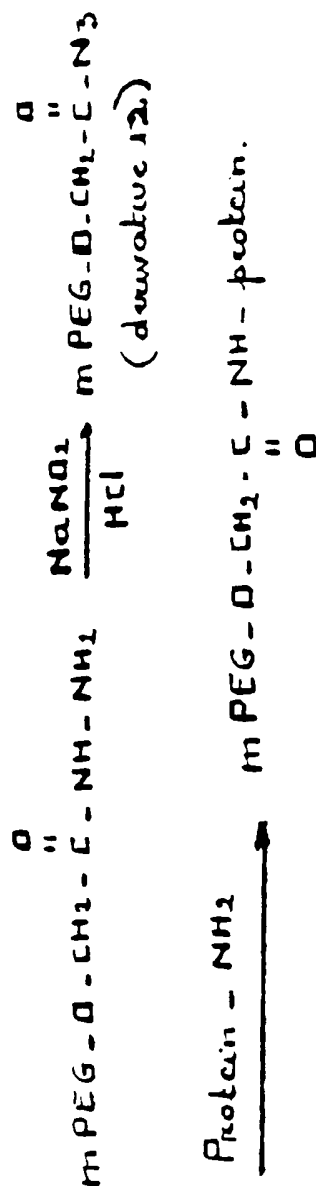 O O
" "
mPEG-O-CH2-C-NH-NH2 NaNO2 mPEG-O-CH2-C-N3
HCl (derivative 12)
Protein-NH2 mPEG-O-CH2-C-NH-protein.
"
O